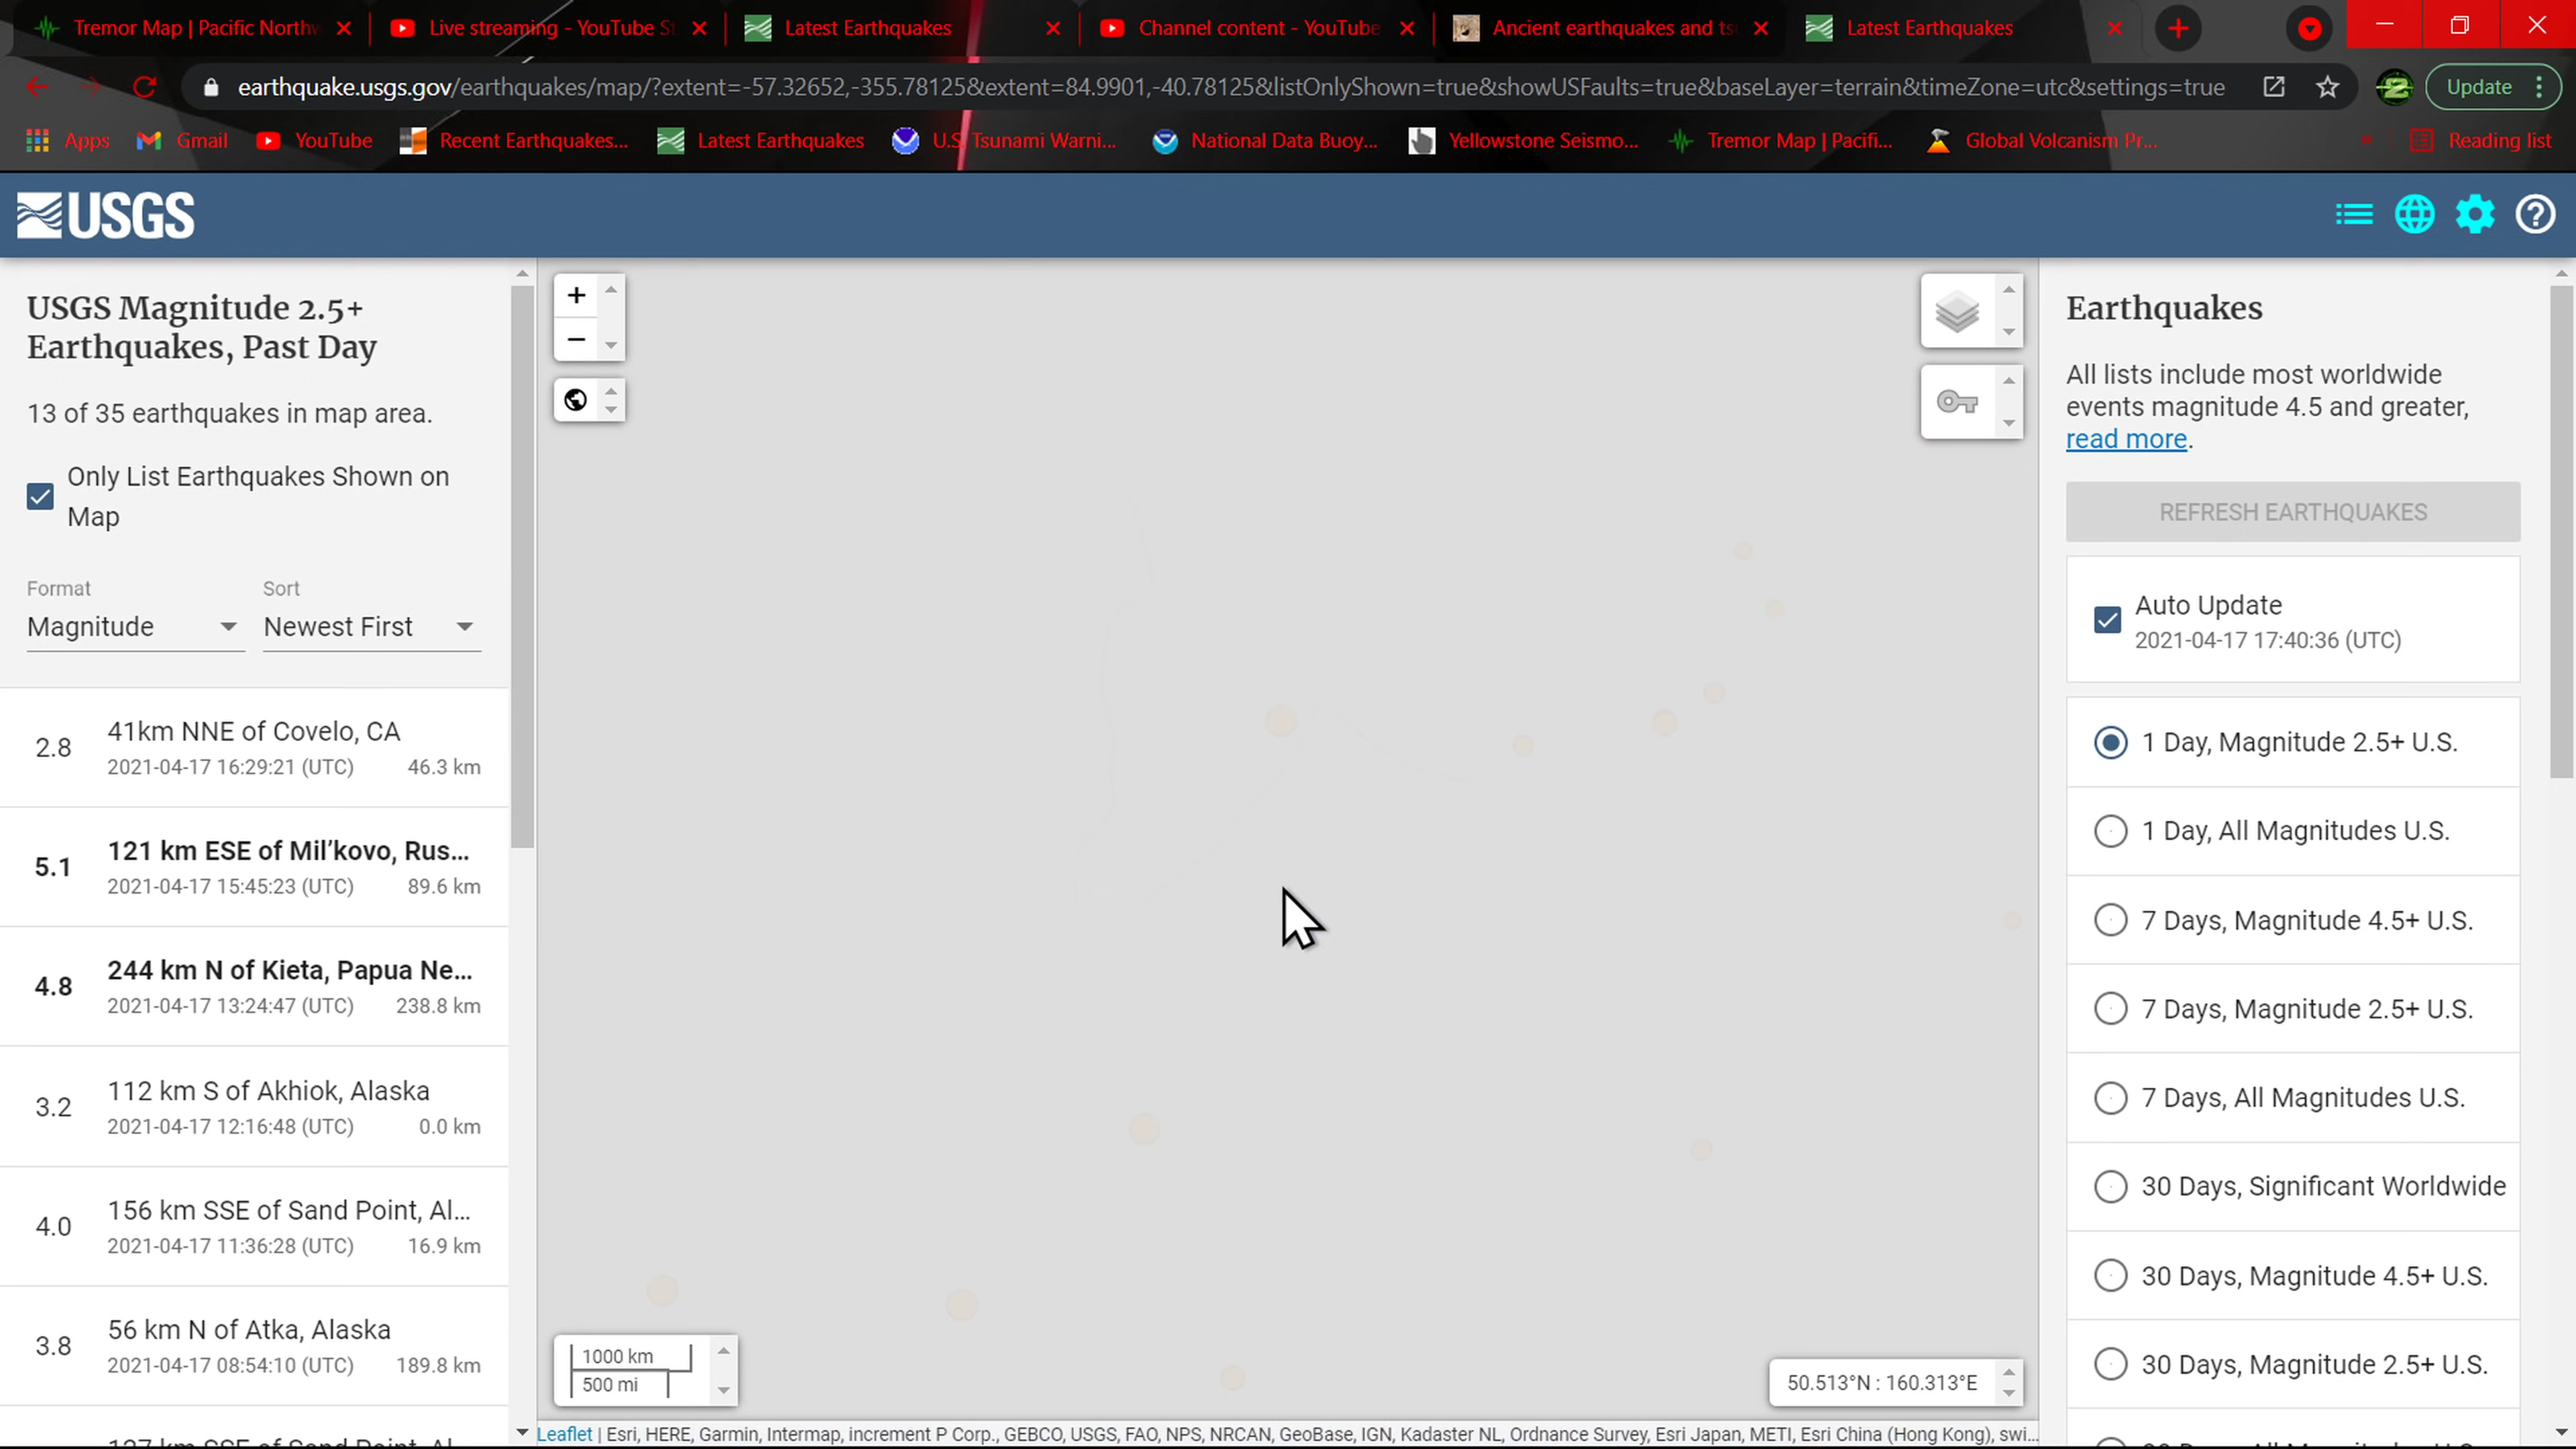 Tremor Map | Pacific Northw
Live streaming - YouTube St
Latest Earthquakes
Channel content - YouTube
Ancient earthquakes and tsu
Latest Earthquakes
earthquake.usgs.gov/earthquakes/map/?extent=-57.32652,-355.78125&extent=84.9901,-40.78125&listOnlyShown=true&showUSFaults=true&baseLayer=terrain&timeZone=utc&settings=true
Update
Apps
Gmail
YouTube
Recent Earthquakes...
Latest Earthquakes
U.S. Tsunami Warni...
National Data Buoy...
Yellowstone Seismo...
Tremor Map | Pacifi...
Global Volcanism Pr...
Reading list
USGS
USGS Magnitude 2.5+
Earthquakes, Past Day
13 of 35 earthquakes in map area.
Only List Earthquakes Shown on
Map
Format
Sort
Magnitude
Newest First
2.8
41km NNE of Covelo, CA
2021-04-17 16:29:21 (UTC) 46.3 km
5.1
121 km ESE of Mil’kovo, Rus...
2021-04-17 15:45:23 (UTC) 89.6 km
4.8
244 km N of Kieta, Papua Ne...
2021-04-17 13:24:47 (UTC) 238.8 km
3.2
112 km S of Akhiok, Alaska
2021-04-17 12:16:48 (UTC) 0.0 km
4.0
156 km SSE of Sand Point, Al...
2021-04-17 11:36:28 (UTC) 16.9 km
3.8
56 km N of Atka, Alaska
2021-04-17 08:54:10 (UTC) 189.8 km
+
−
1000 km
500 mi
50.513°N : 160.313°E
Leaflet | Esri, HERE, Garmin, Intermap, increment P Corp., GEBCO, USGS, FAO, NPS, NRCAN, GeoBase, IGN, Kadaster NL, Ordnance Survey, Esri Japan, METI, Esri China (Hong Kong), swi...
Earthquakes
All lists include most worldwide
events magnitude 4.5 and greater,
read more.
REFRESH EARTHQUAKES
Auto Update
2021-04-17 17:40:36 (UTC)
1 Day, Magnitude 2.5+ U.S.
1 Day, All Magnitudes U.S.
7 Days, Magnitude 4.5+ U.S.
7 Days, Magnitude 2.5+ U.S.
7 Days, All Magnitudes U.S.
30 Days, Significant Worldwide
30 Days, Magnitude 4.5+ U.S.
30 Days, Magnitude 2.5+ U.S.